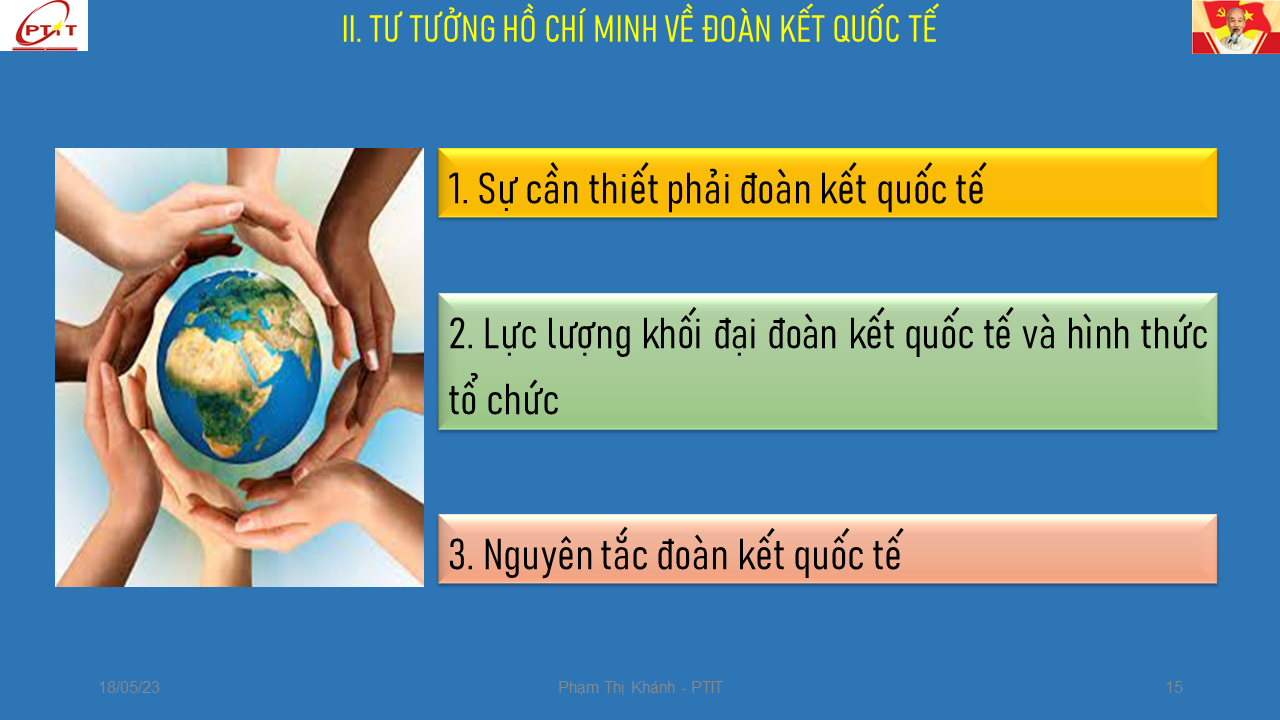 PTIT
II. TƯ TƯỞNG HỒ CHÍ MINH VỀ ĐOÀN KẾT QUỐC TẾ
1. Sự cần thiết phải đoàn kết quốc tế
2. Lực lượng khối đại đoàn kết quốc tế và hình thức
tổ chức
3. Nguyên tắc đoàn kết quốc tế
18/05/23
Phạm Thị Khánh - PTIT
15